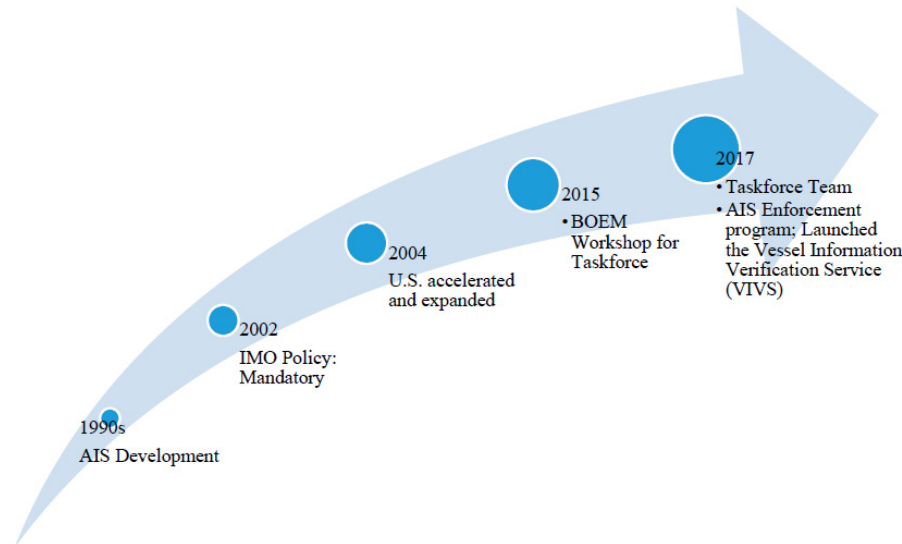 1990s
AIS Development
2002
IMO Policy:
Mandatory
2004
U.S. accelerated
and expanded
2015
• BOEM
Workshop for
Taskforce
2017
• Taskforce Team
• AIS Enforcement
program; Launched
the Vessel Information
Verification Service
(VIVS)